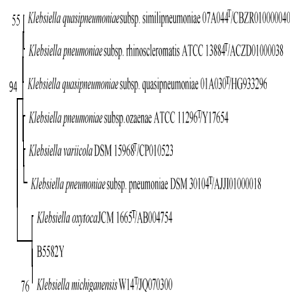 55
Klebsiella quasipneumoniae subsp. similipneumoniae 07A044T/CBZR010000040
Klebsiella pneumoniae subsp. rhinoscleromatis ATCC 13884T/ACZD01000038
Klebsiella quasipneumoniae subsp. quasipneumoniae 01A030T/HG933296
94
Klebsiella pneumoniae subsp.ozaenae ATCC 11296T/Y17654
Klebsiella variicola DSM 15968T/CP010523
Klebsiella pneumoniae subsp. pneumoniae DSM 30104T/AJJI01000018
Klebsiella oxytoca JCM 1665T/AB004754
B5582Y
76
Klebsiella michiganensis W14T/JQ070300